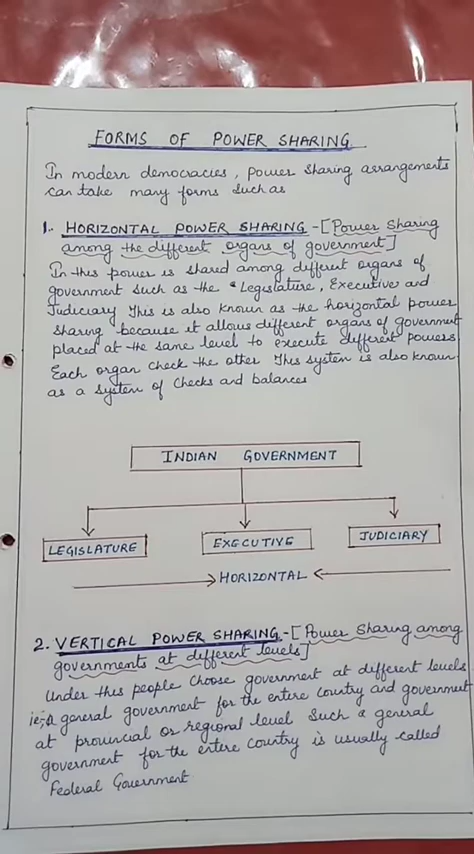 FORMS OF POWER SHARING
In modern democracies, power sharing arrangements
can take many forms such as
1. HORIZONTAL POWER SHARING - [Power Sharing
among the different organs of government]
In this power is shared among different organs of
government such as the Legislature, Executive and
Judiciary This is also known as the horizontal power
sharing because it allows different organs of government
placed at the same level to execute different powers.
Each organ check the other This system is also known
as a system of checks and balances
INDIAN GOVERNMENT
LEGISLATURE EXECUTIVE JUDICIARY
HORIZONTAL
2. VERTICAL POWER SHARING - [Power Sharing among
governments at different levels]
Under this people choose government at different levels
ie; a general government for the entire country and government
at provincial or regional level Such a general
government for the entire country is usually called
Federal Government